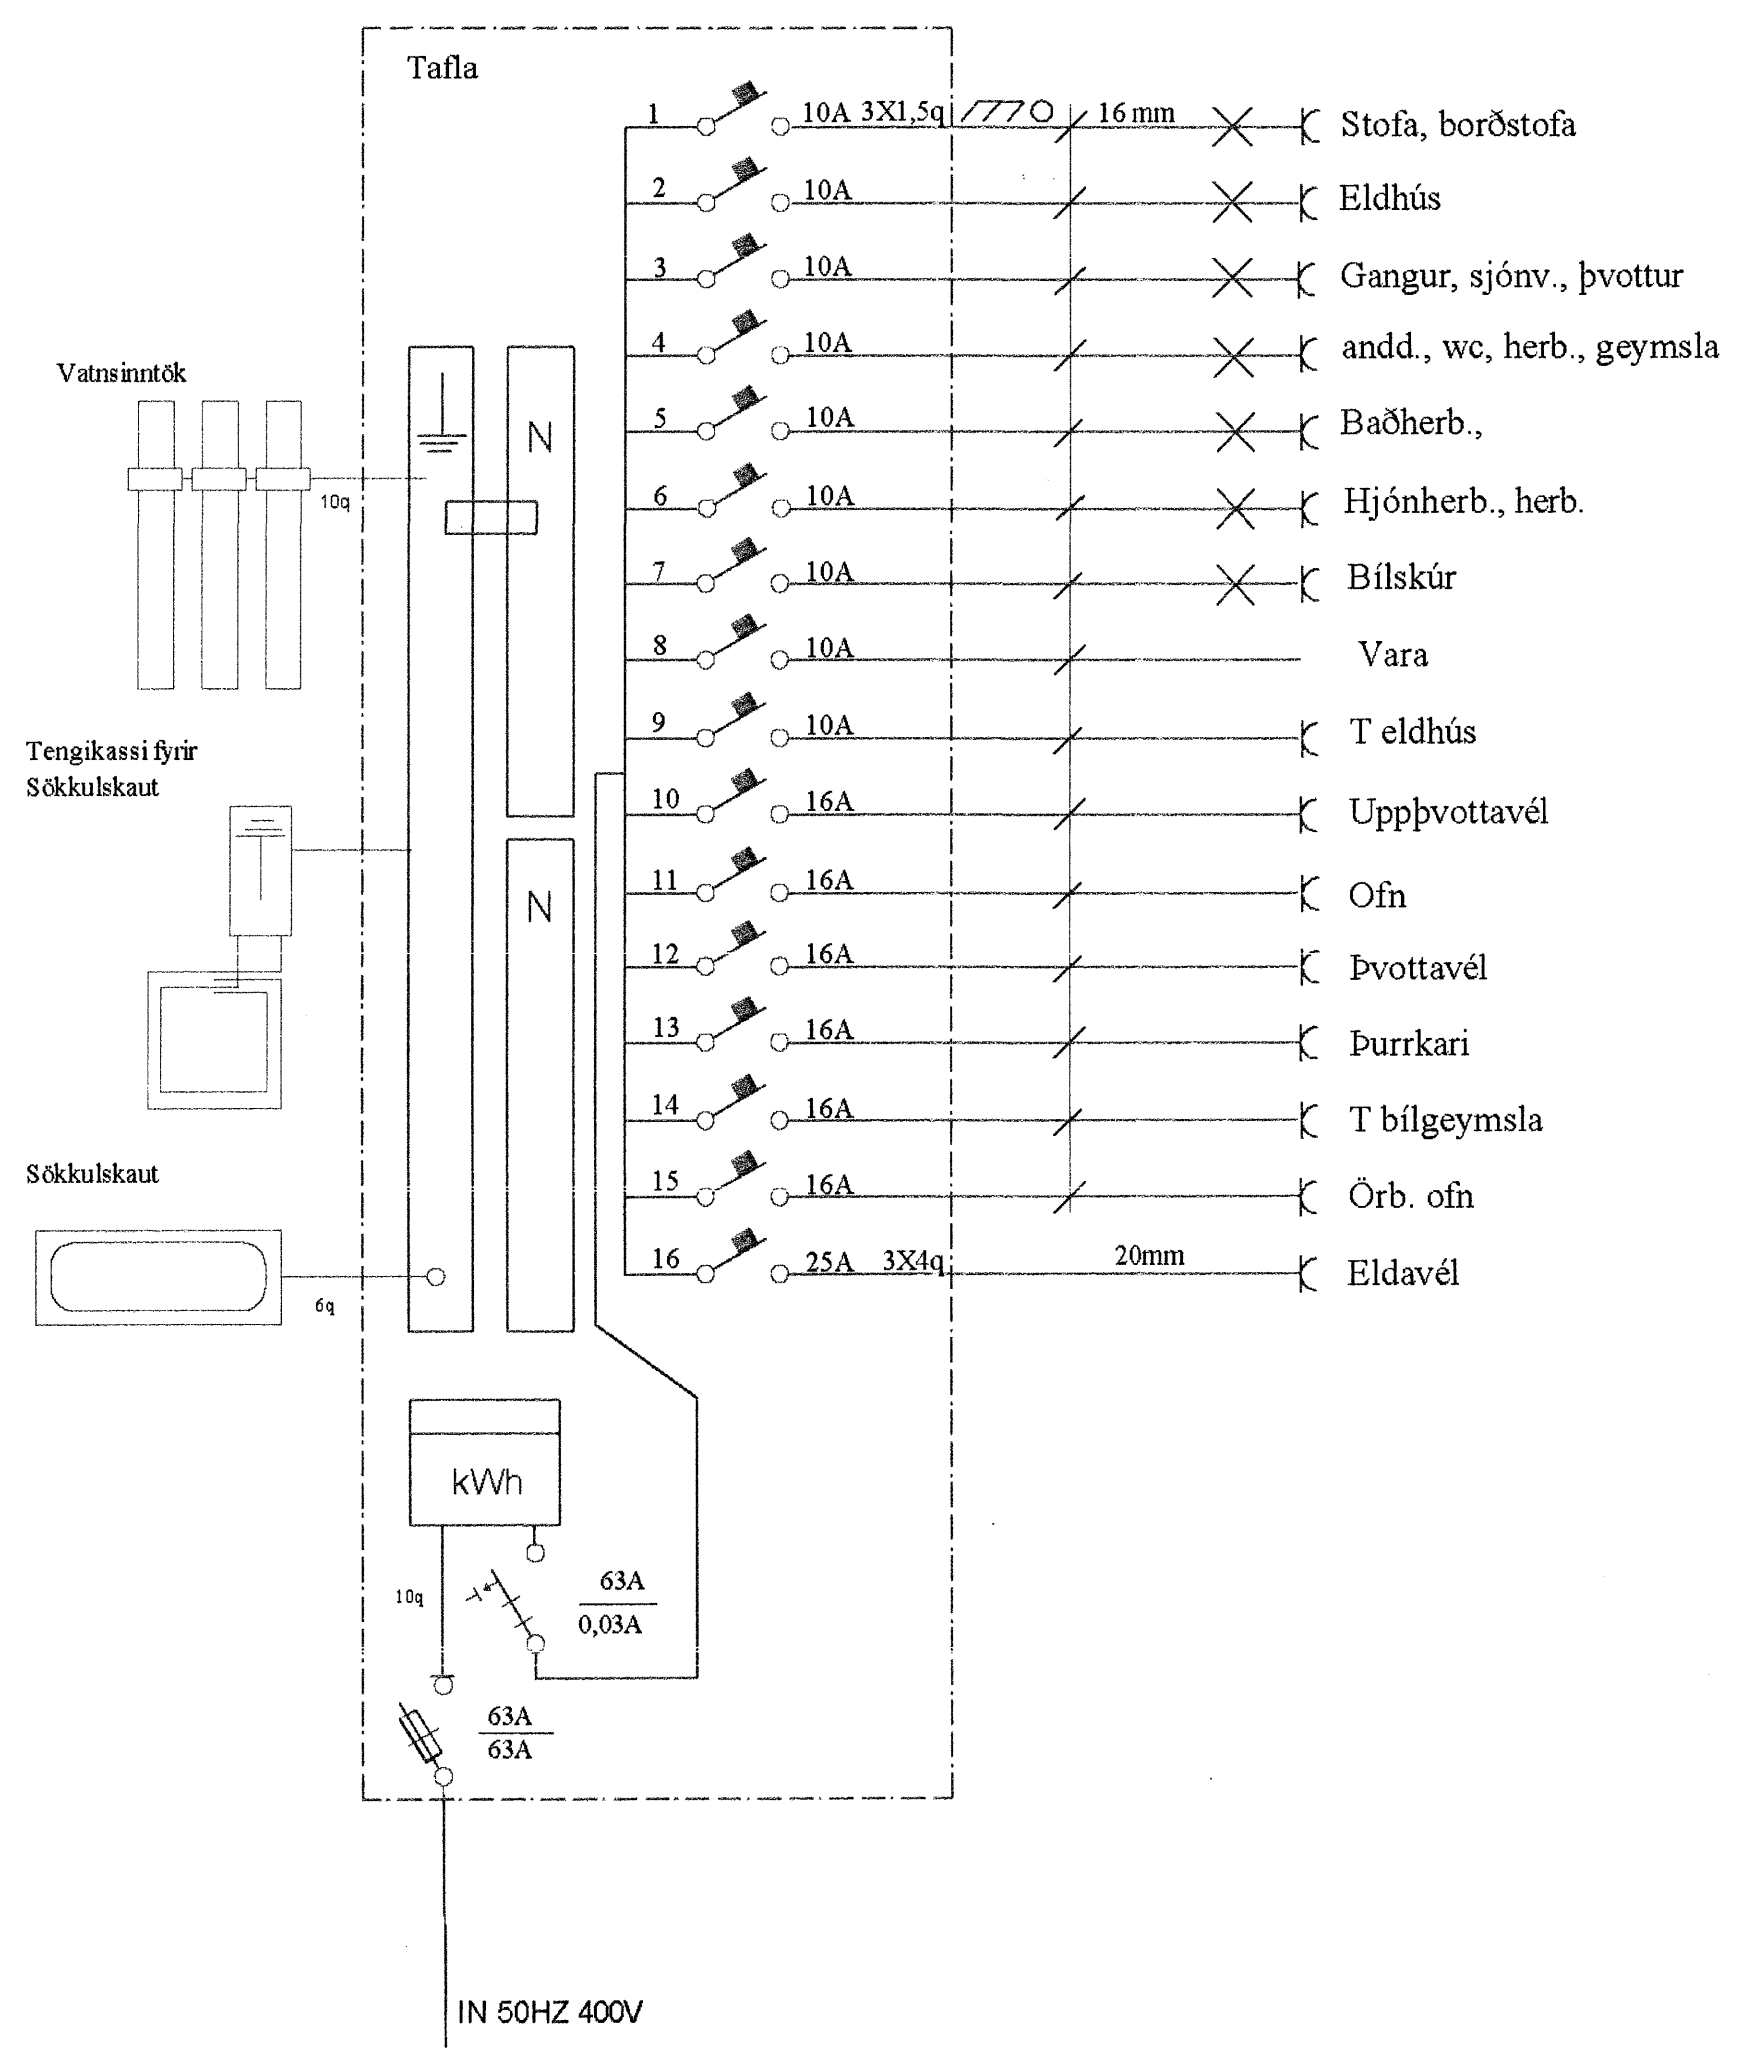 Tafla
1 10A 3X1,5q 16 mm Stofa, borðstofa
2 10A Eldhús
3 10A Gangur, sjónv., þvottur
4 10A andd., wc, herb., geymsla
5 10A Baðherb.,
6 10A Hjónherb., herb.
7 10A Bílskúr
8 10A Vara
9 10A T eldhús
10 16A Uppþvottavél
11 16A Ofn
12 16A Þvottavél
13 16A Þurrkari
14 16A T bílgeymsla
15 16A Örb. ofn
16 25A 3X4q 20mm Eldavél
Vatnsinntök
10q
N
Tengikassi fyrir
Sökkulskaut
N
Sökkulskaut
6q
kWh
10q
63A
0,03A
63A
63A
IN 50HZ 400V